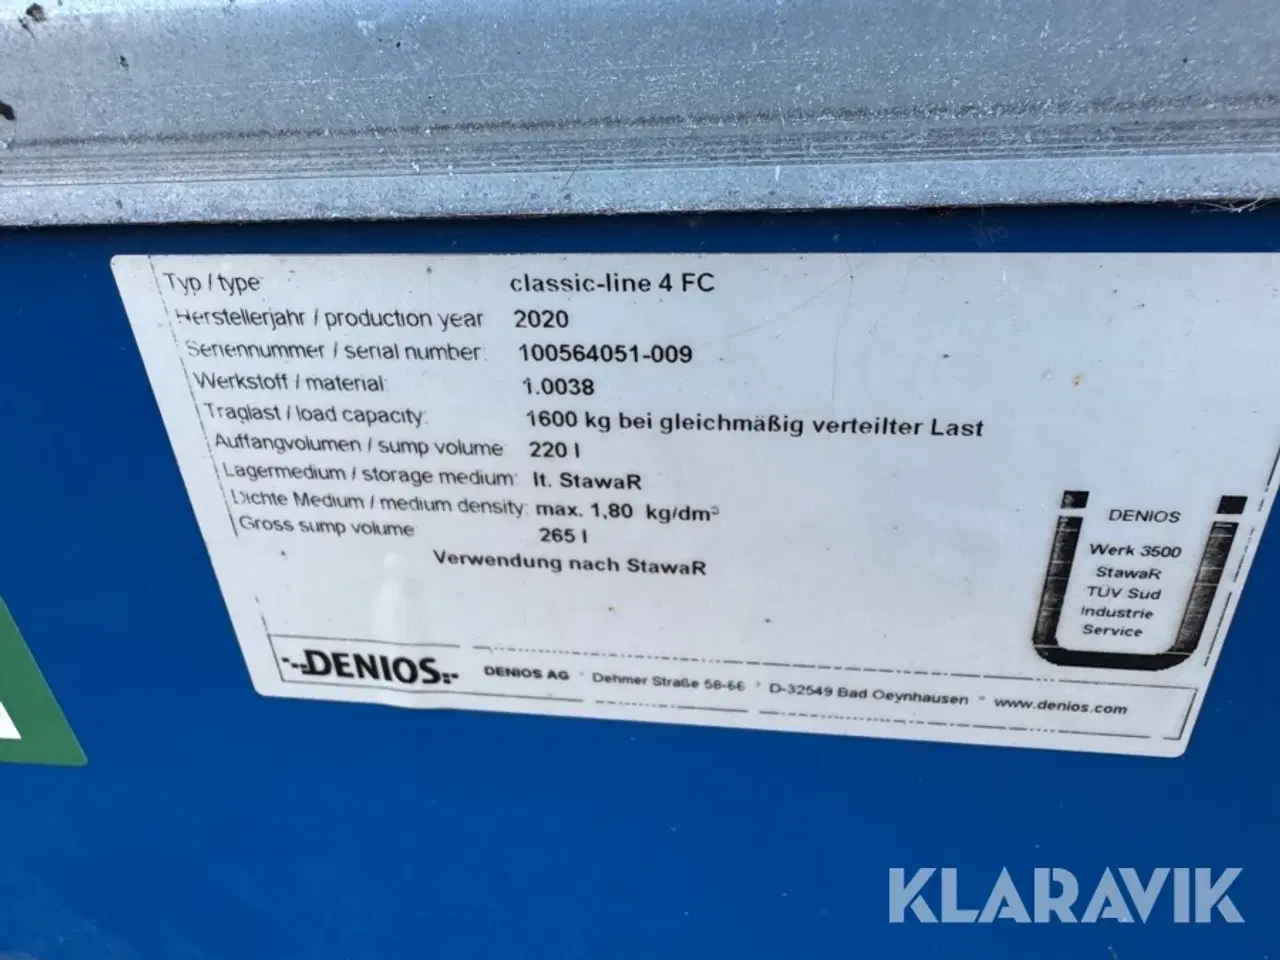 Typ / type: classic-line 4 FC
Herstellerjahr / production year 2020
Seriennummer / serial number: 100564051-009
Werkstoff / material: 1.0038
Traglast / load capacity: 1600 kg bei gleichmäßig verteilter Last
Auffangvolumen / sump volume: 220 l
Lagermedium / storage medium: lt. StawaR
Dichte Medium / medium density: max. 1,80 kg/dm³
Gross sump volume: 265 l
Verwendung nach StawaR
DENIOS
Werk 3500
StawaR
TÜV Sud
Industrie
Service
DENIOS
DENIOS AG * Dehmer Straße 58-66 * D-32549 Bad Oeynhausen * www.denios.com
KLARAVIK